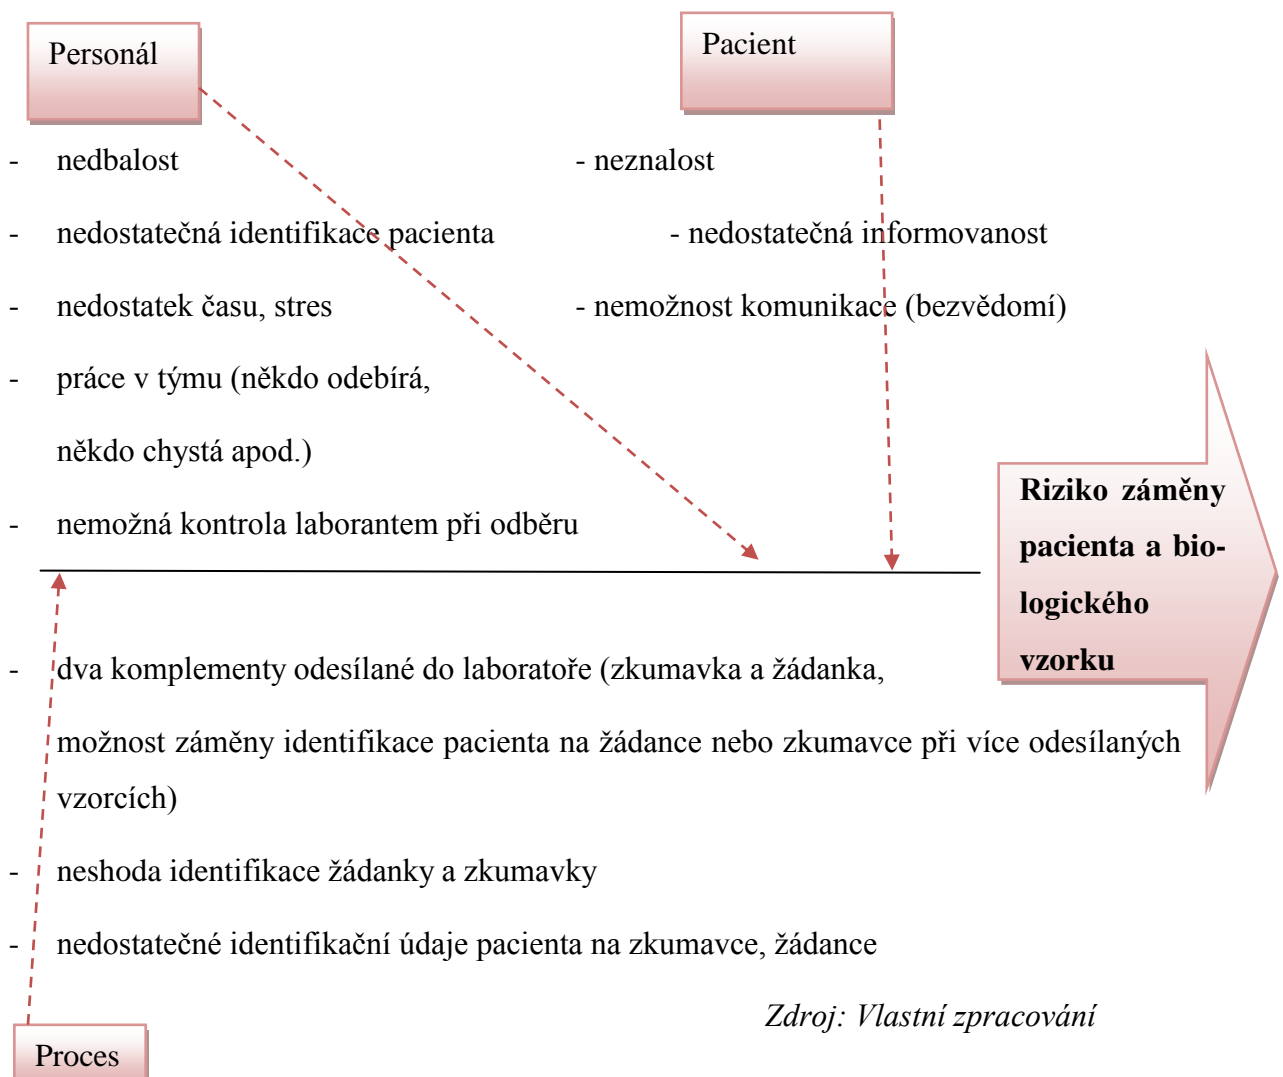 Personál
Pacient
- nedbalost
- neznalost
- nedostatečná identifikace pacienta
- nedostatečná informovanost
- nedostatek času, stres
- nemožnost komunikace (bezvědomí)
- práce v týmu (někdo odebírá,
někdo chystá apod.)
- nemožná kontrola laborantem při odběru
Riziko záměny
pacienta a bio-
logického
vzorku
- dva komplementy odesílané do laboratoře (zkumavka a žádanka,
možnost záměny identifikace pacienta na žádance nebo zkumavce při více odesílaných
vzorcích)
- neshoda identifikace žádanky a zkumavky
- nedostatečné identifikační údaje pacienta na zkumavce, žádance
Zdroj: Vlastní zpracování
Proces